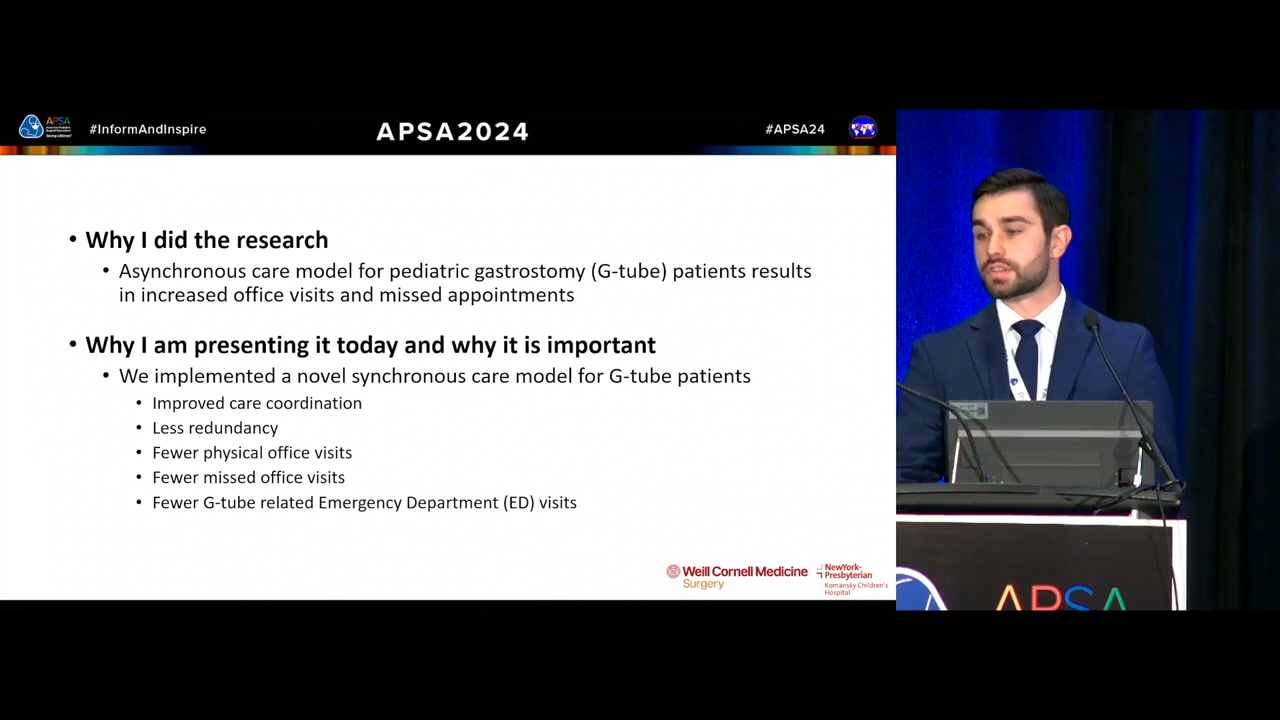 APSA
#InformAndInspire
APSA2024
#APSA24
• Why I did the research
• Asynchronous care model for pediatric gastrostomy (G-tube) patients results
in increased office visits and missed appointments
• Why I am presenting it today and why it is important
• We implemented a novel synchronous care model for G-tube patients
• Improved care coordination
• Less redundancy
• Fewer physical office visits
• Fewer missed office visits
• Fewer G-tube related Emergency Department (ED) visits
Weill Cornell Medicine
Surgery
NewYork-
Presbyterian
Komansky Children's
Hospital
APSA